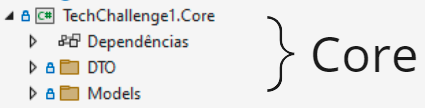 TechChallenge1.Core
Dependências
DTO
Models
Core